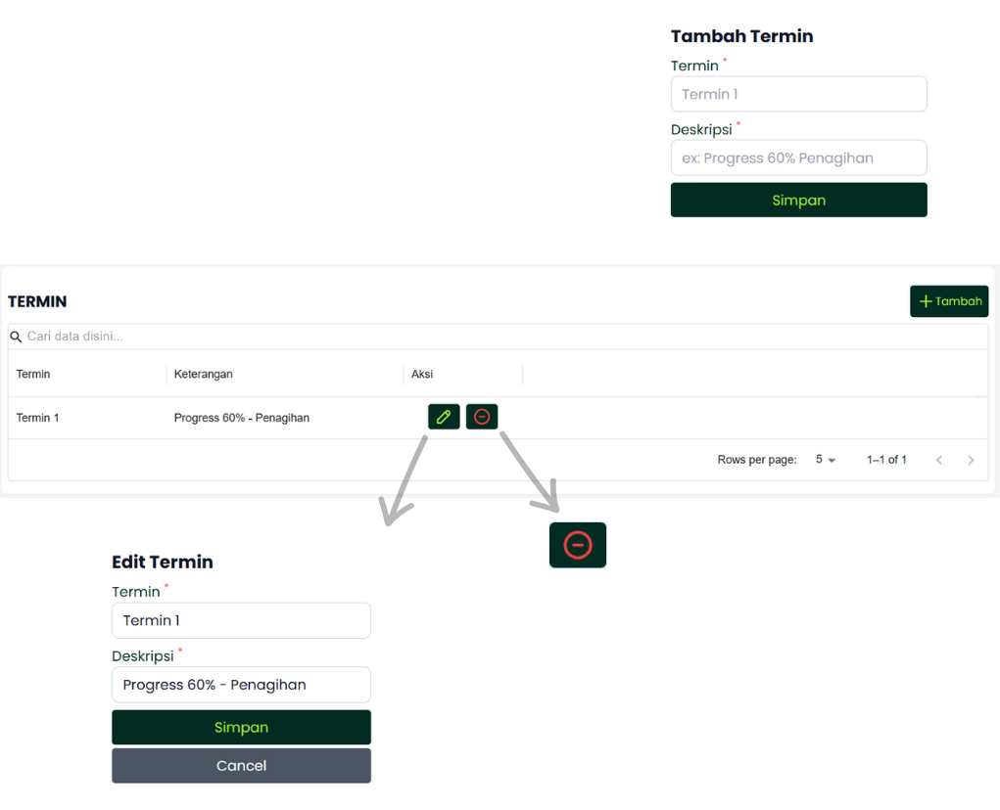 Tambah Termin
Termin *
Termin 1
Deskripsi *
ex: Progress 60% Penagihan
Simpan
TERMIN
+ Tambah
Cari data disini...
Termin Keterangan Aksi
Termin 1 Progress 60% - Penagihan
Rows per page: 5 1–1 of 1
Edit Termin
Termin *
Termin 1
Deskripsi *
Progress 60% - Penagihan
Simpan
Cancel